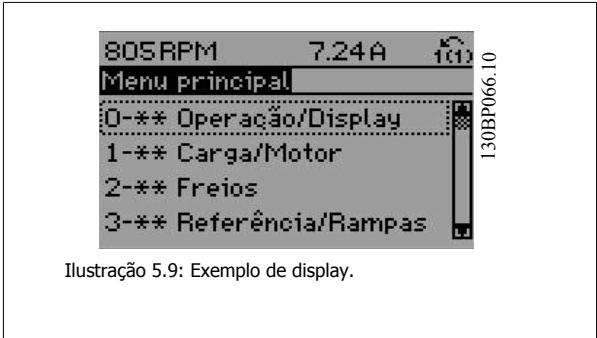 805RPM 7.24A 1(1)
Menu principal
0-** Operação/Display
1-** Carga/Motor
2-** Freios
3-** Referência/Rampas
130BP066.10
Ilustração 5.9: Exemplo de display.